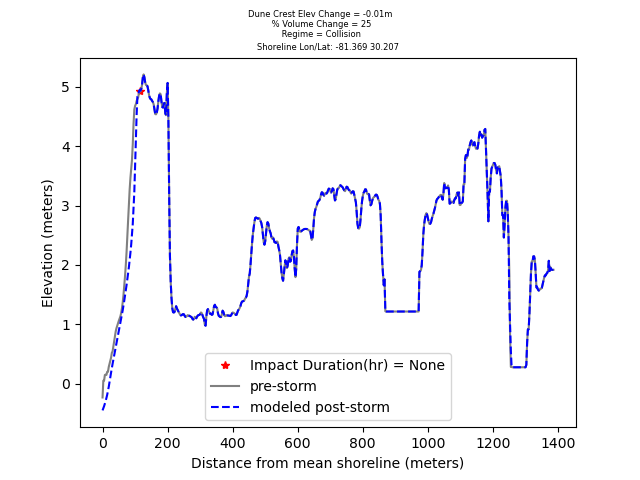 Dune Crest Elev Change = -0.01m
% Volume Change = 25
Regime = Collision
Shoreline Lon/Lat: -81.369 30.207
5
4
3
2
1
0
Elevation (meters)
Impact Duration(hr) = None
pre-storm
modeled post-storm
0 200 400 600 800 1000 1200 1400
Distance from mean shoreline (meters)